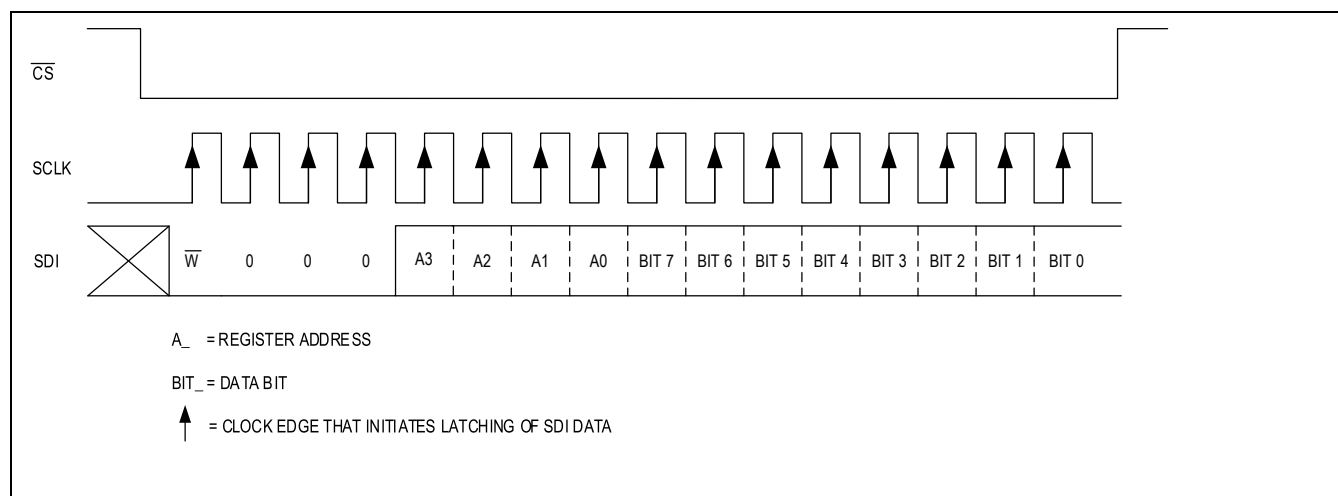 C̅S̅
SCLK
SDI W̅ 0 0 0 A3 A2 A1 A0 BIT 7 BIT 6 BIT 5 BIT 4 BIT 3 BIT 2 BIT 1 BIT 0
A_ = REGISTER ADDRESS
BIT_ = DATA BIT
= CLOCK EDGE THAT INITIATES LATCHING OF SDI DATA